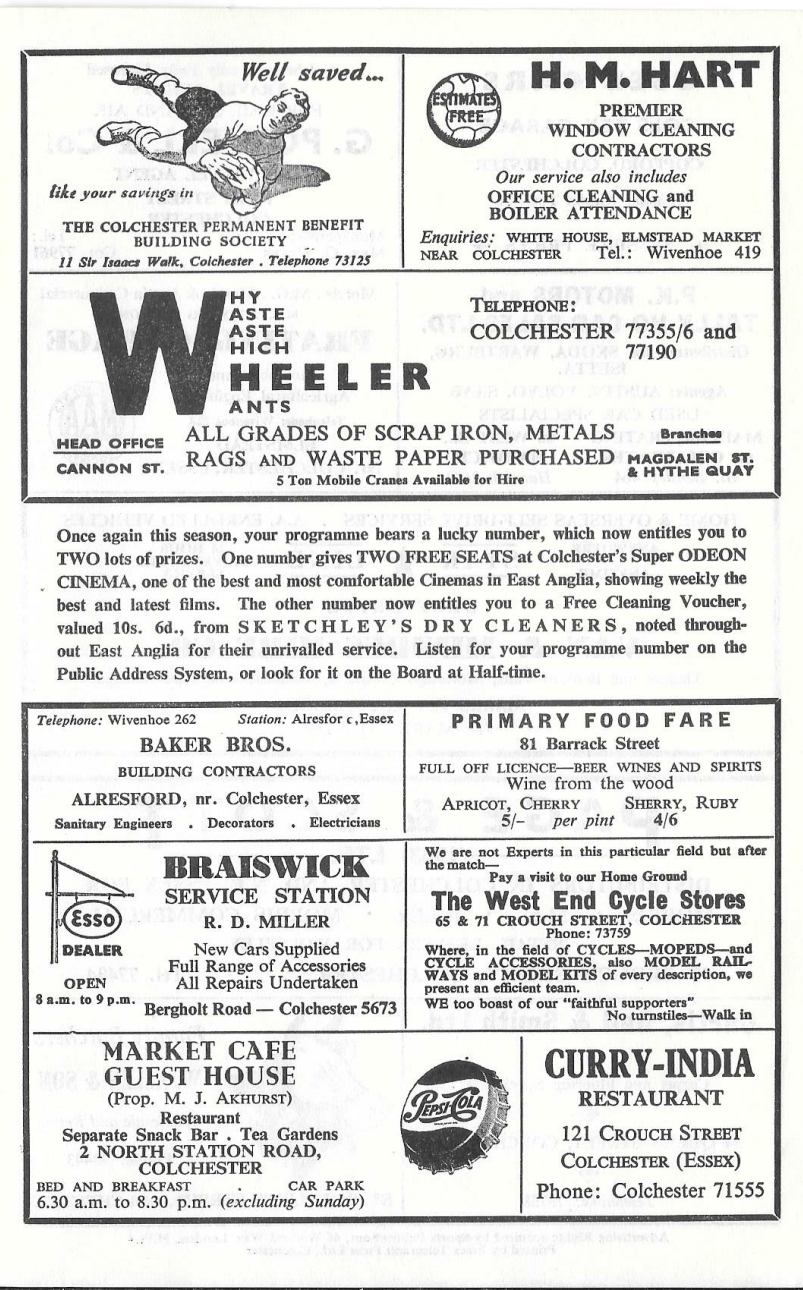 Well saved...
like your savings in
THE COLCHESTER PERMANENT BENEFIT
BUILDING SOCIETY
11 Sir Isaacs Walk, Colchester . Telephone 73125
ESTIMATES
FREE
H. M. HART
PREMIER
WINDOW CLEANING
CONTRACTORS
Our service also includes
OFFICE CLEANING and
BOILER ATTENDANCE
Enquiries: WHITE HOUSE, ELMSTEAD MARKET
NEAR COLCHESTER Tel.: Wivenhoe 419
WHY
ASTE
ASTE
HICH
HEELER
ANTS
TELEPHONE:
COLCHESTER 77355/6 and
77190
HEAD OFFICE
CANNON ST.
ALL GRADES OF SCRAP IRON, METALS
RAGS AND WASTE PAPER PURCHASED
5 Ton Mobile Cranes Available for Hire
Branches
MAGDALEN ST.
& HYTHE QUAY
Once again this season, your programme bears a lucky number, which now entitles you to
TWO lots of prizes. One number gives TWO FREE SEATS at Colchester's Super ODEON
CINEMA, one of the best and most comfortable Cinemas in East Anglia, showing weekly the
best and latest films. The other number now entitles you to a Free Cleaning Voucher,
valued 10s. 6d., from SKETCHLEY'S DRY CLEANERS, noted through-
out East Anglia for their unrivalled service. Listen for your programme number on the
Public Address System, or look for it on the Board at Half-time.
Telephone: Wivenhoe 262 Station: Alresfor c,Essex
BAKER BROS.
BUILDING CONTRACTORS
ALRESFORD, nr. Colchester, Essex
Sanitary Engineers . Decorators . Electricians
PRIMARY FOOD FARE
81 Barrack Street
FULL OFF LICENCE—BEER WINES AND SPIRITS
Wine from the wood
APRICOT, CHERRY SHERRY, RUBY
5/- per pint 4/6
Esso
DEALER
OPEN
8 a.m. to 9 p.m.
BRAISWICK
SERVICE STATION
R. D. MILLER
New Cars Supplied
Full Range of Accessories
All Repairs Undertaken
Bergholt Road — Colchester 5673
We are not Experts in this particular field but after
the match—
Pay a visit to our Home Ground
The West End Cycle Stores
65 & 71 CROUCH STREET, COLCHESTER
Phone: 73759
Where, in the field of CYCLES—MOPEDS—and
CYCLE ACCESSORIES, also MODEL RAIL-
WAYS and MODEL KITS of every description, we
present an efficient team.
WE too boast of our "faithful supporters"
No turnstiles—Walk in
MARKET CAFE
GUEST HOUSE
(Prop. M. J. AKHURST)
Restaurant
Separate Snack Bar . Tea Gardens
2 NORTH STATION ROAD,
COLCHESTER
BED AND BREAKFAST . CAR PARK
6.30 a.m. to 8.30 p.m. (excluding Sunday)
PEPSI-COLA
CURRY-INDIA
RESTAURANT
121 CROUCH STREET
COLCHESTER (ESSEX)
Phone: Colchester 71555